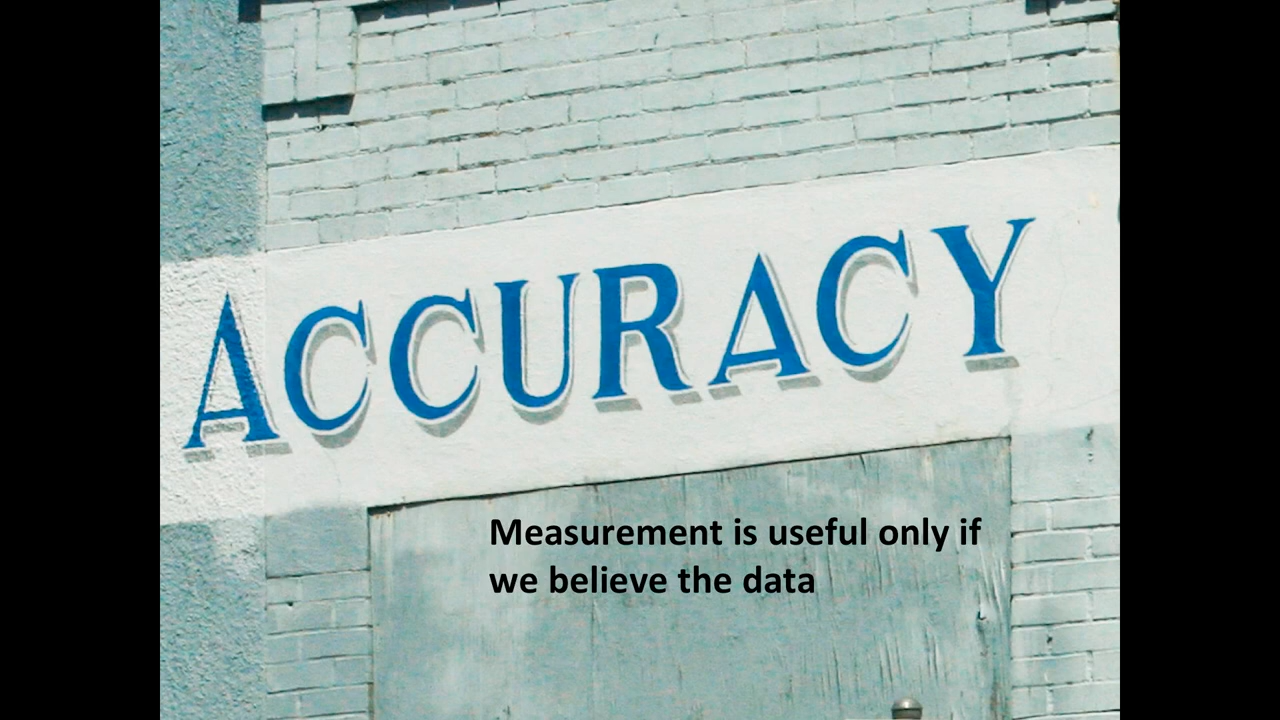 ACCURACY
Measurement is useful only if
we believe the data